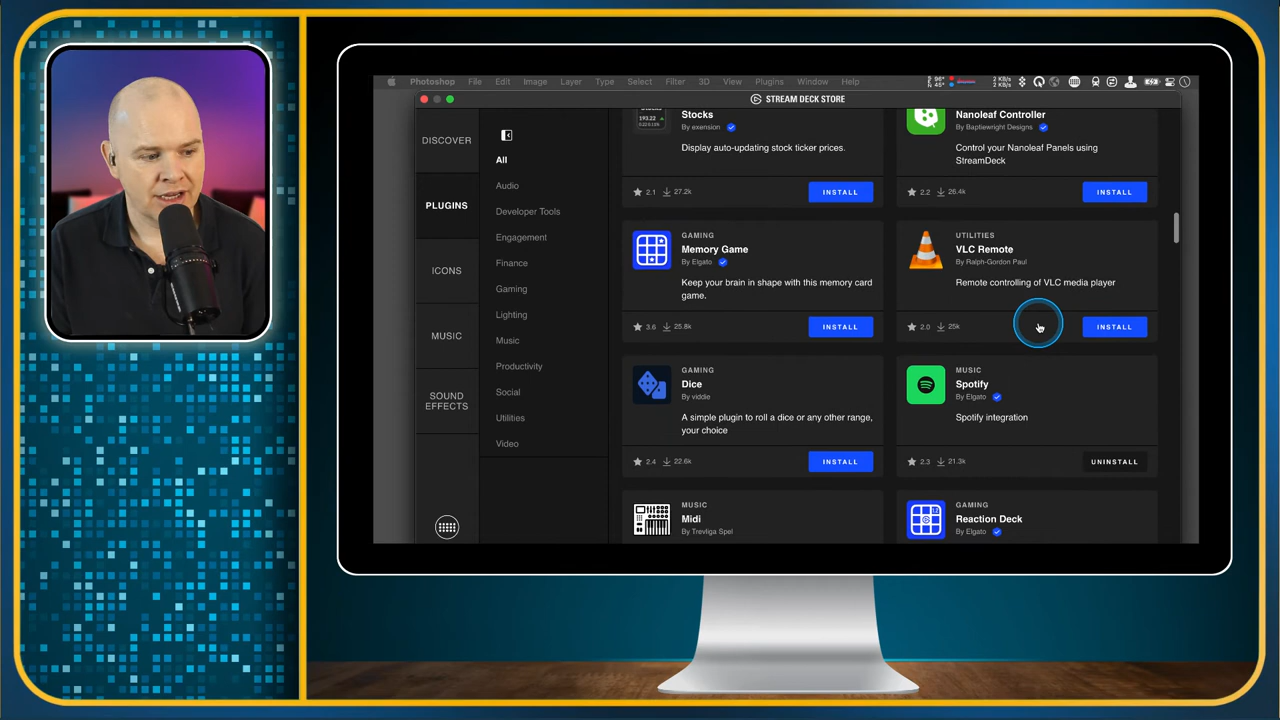 Photoshop File Edit Image Layer Type Select Filter 3D View Plugins Window Help
2 KB/s
2 KB/s
STREAM DECK STORE
DISCOVER
PLUGINS
ICONS
MUSIC
SOUND
EFFECTS
All
Audio
Developer Tools
Engagement
Finance
Gaming
Lighting
Music
Productivity
Social
Utilities
Video
193.22
Stocks
By exension
Display auto-updating stock ticker prices.
2.1 27.2k INSTALL
Nanoleaf Controller
By Baptiewright Designs
Control your Nanoleaf Panels using
StreamDeck
2.2 26.4k INSTALL
GAMING
Memory Game
By Elgato
Keep your brain in shape with this memory card
game.
3.6 25.8k INSTALL
UTILITIES
VLC Remote
By Ralph-Gordon Paul
Remote controlling of VLC media player
2.0 25k INSTALL
GAMING
Dice
By viddie
A simple plugin to roll a dice or any other range,
your choice
2.4 22.6k INSTALL
MUSIC
Spotify
By Elgato
Spotify integration
2.3 21.3k UNINSTALL
MUSIC
Midi
By Trevliga Spel
GAMING
Reaction Deck
By Elgato